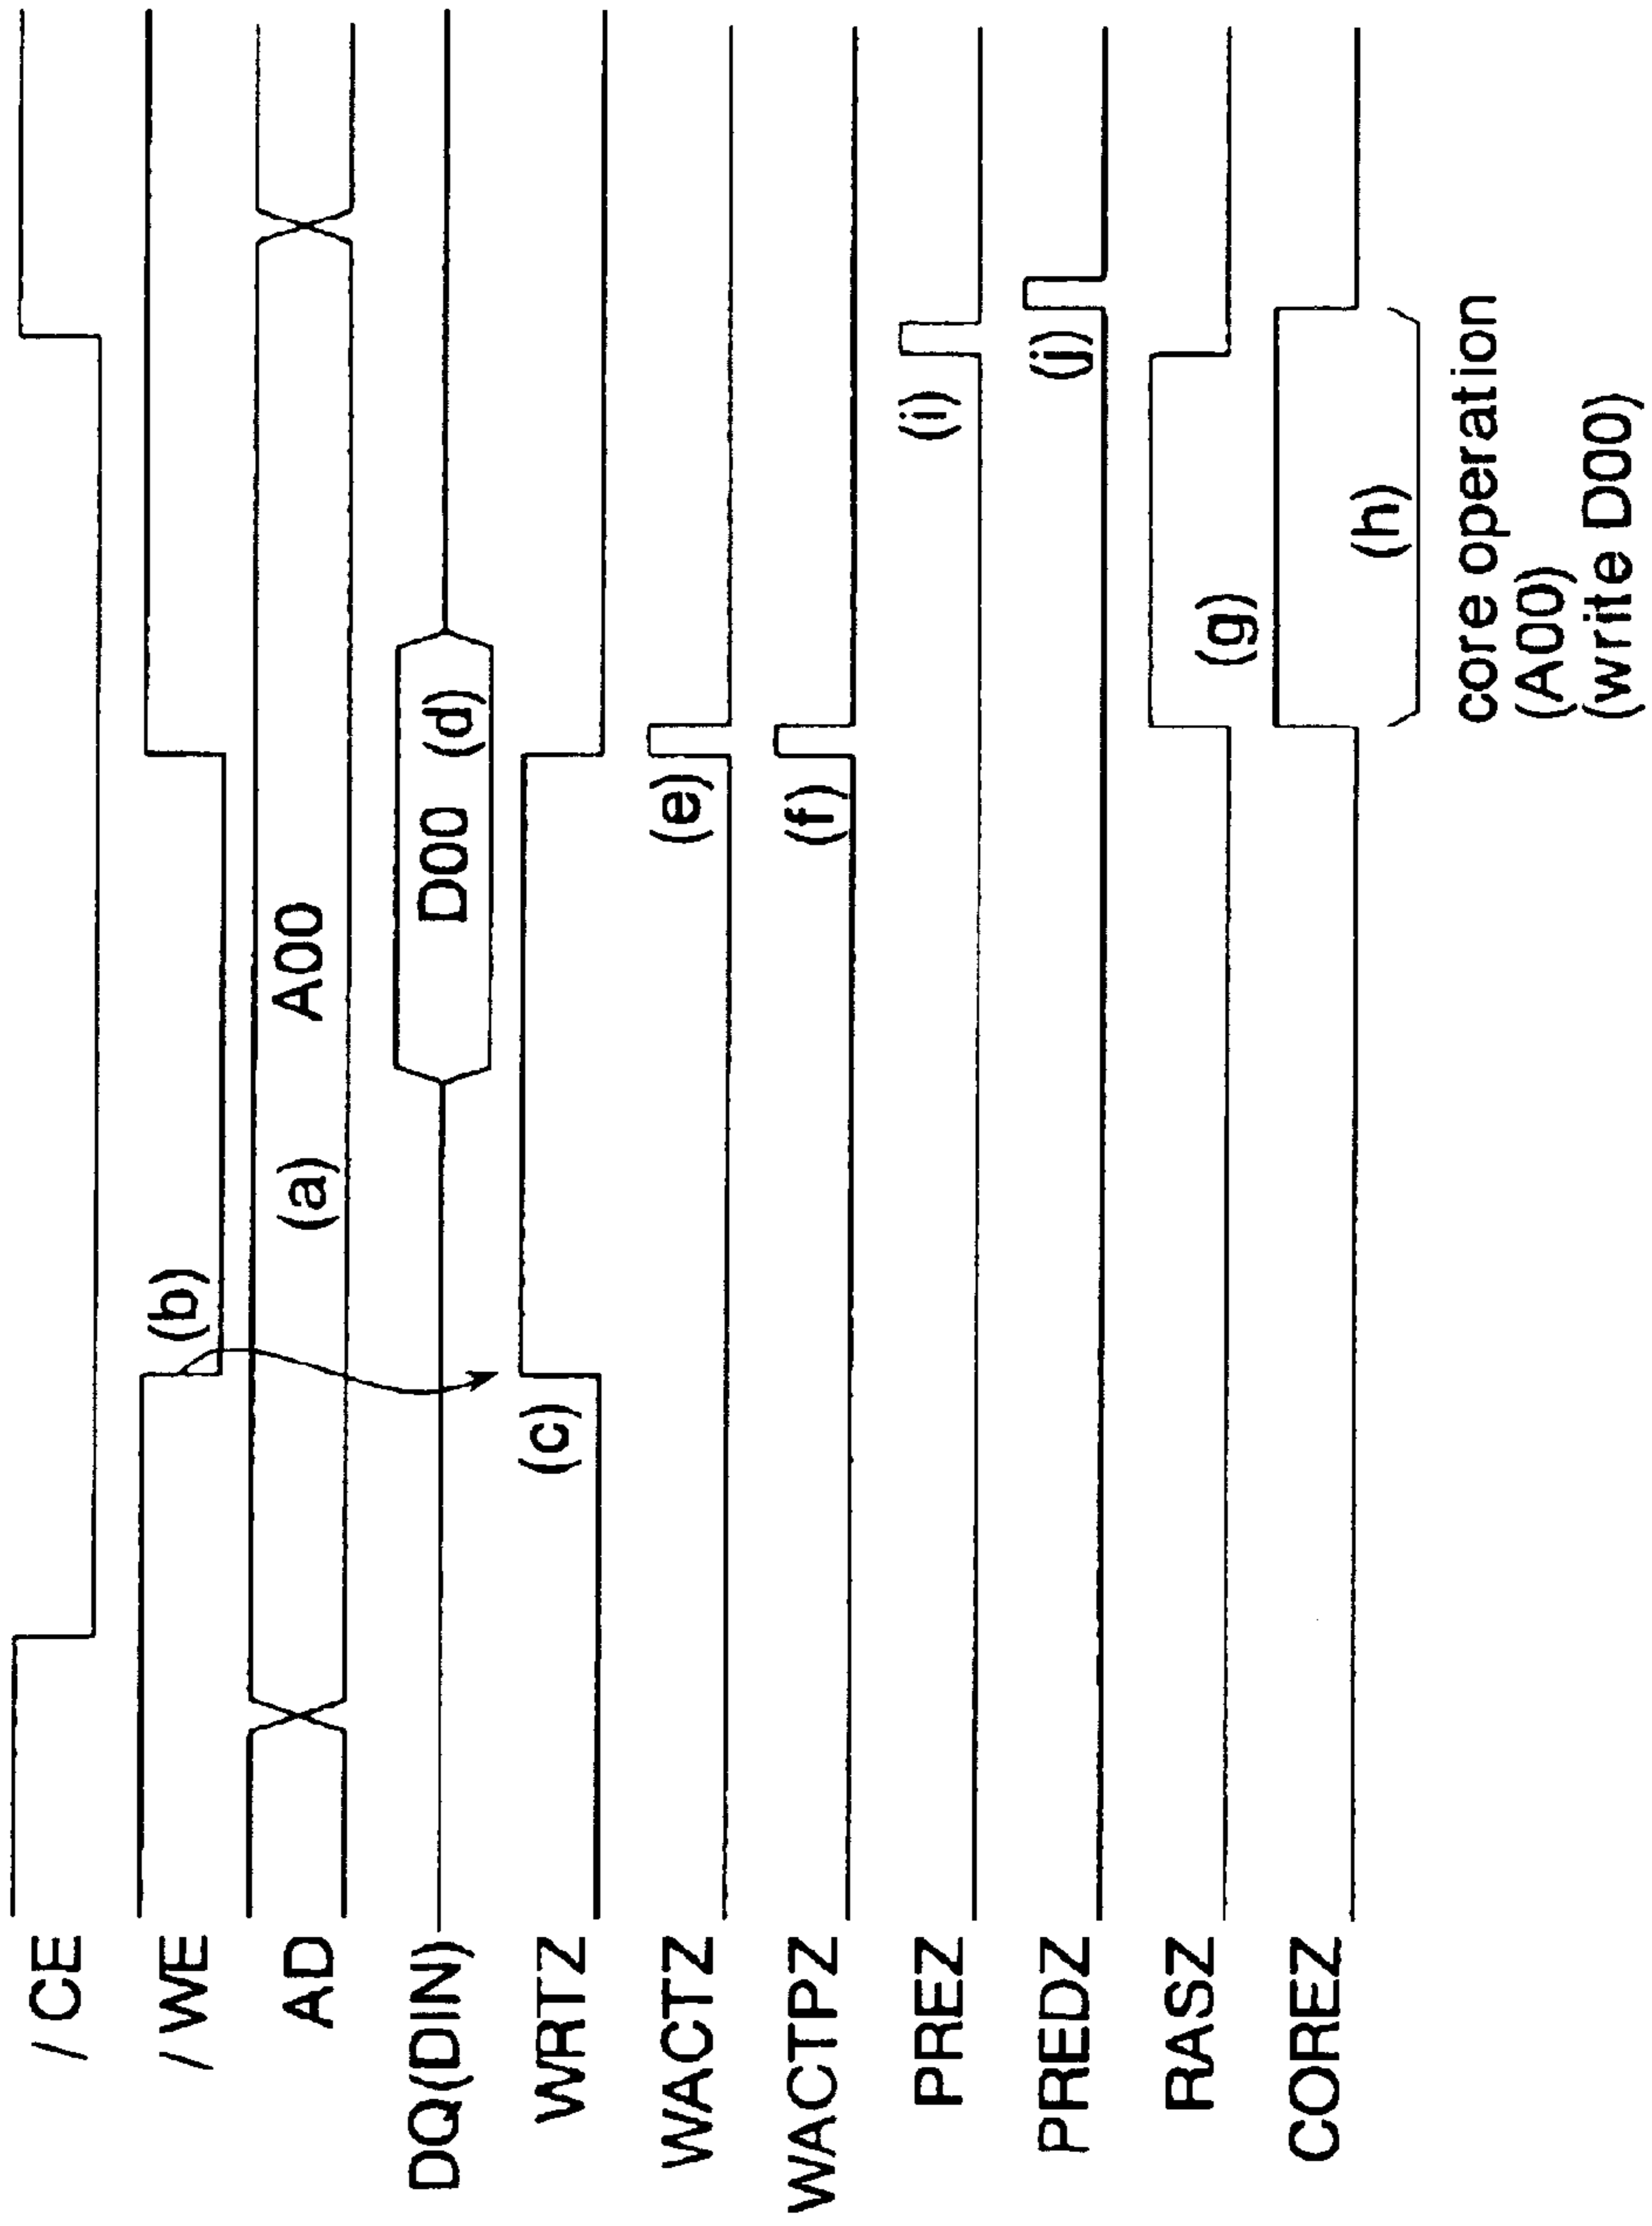 / CE
/ WE
(b)
AD
(a)
A00
DQ(DIN)
D00
(d)
WRTZ
(c)
WACTZ
(e)
WACTPZ
(f)
PREZ
(i)
PREDZ
(j)
RASZ
(g)
COREZ
(h)
core operation
(A00)
(write D00)